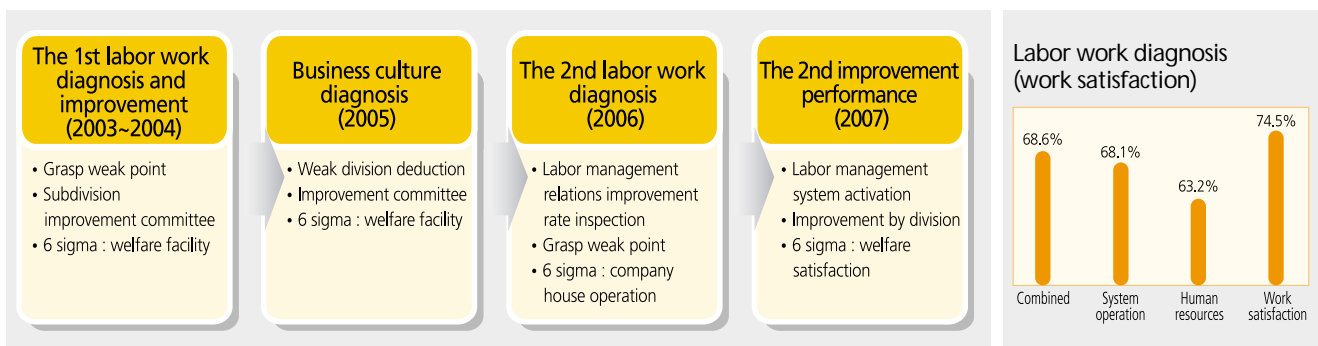 The 1st labor work
diagnosis and
improvement
(2003~2004)
• Grasp weak point
• Subdivision
improvement committee
• 6 sigma : welfare facility
Business culture
diagnosis
(2005)
• Weak division deduction
• Improvement committee
• 6 sigma : welfare facility
The 2nd labor work
diagnosis
(2006)
• Labor management
relations improvement
rate inspection
• Grasp weak point
• 6 sigma : company
house operation
The 2nd improvement
performance
(2007)
• Labor management
system activation
• Improvement by division
• 6 sigma : welfare
satisfaction
Labor work diagnosis
(work satisfaction)
68.6%
68.1%
63.2%
74.5%
Combined
System
operation
Human
resources
Work
satisfaction